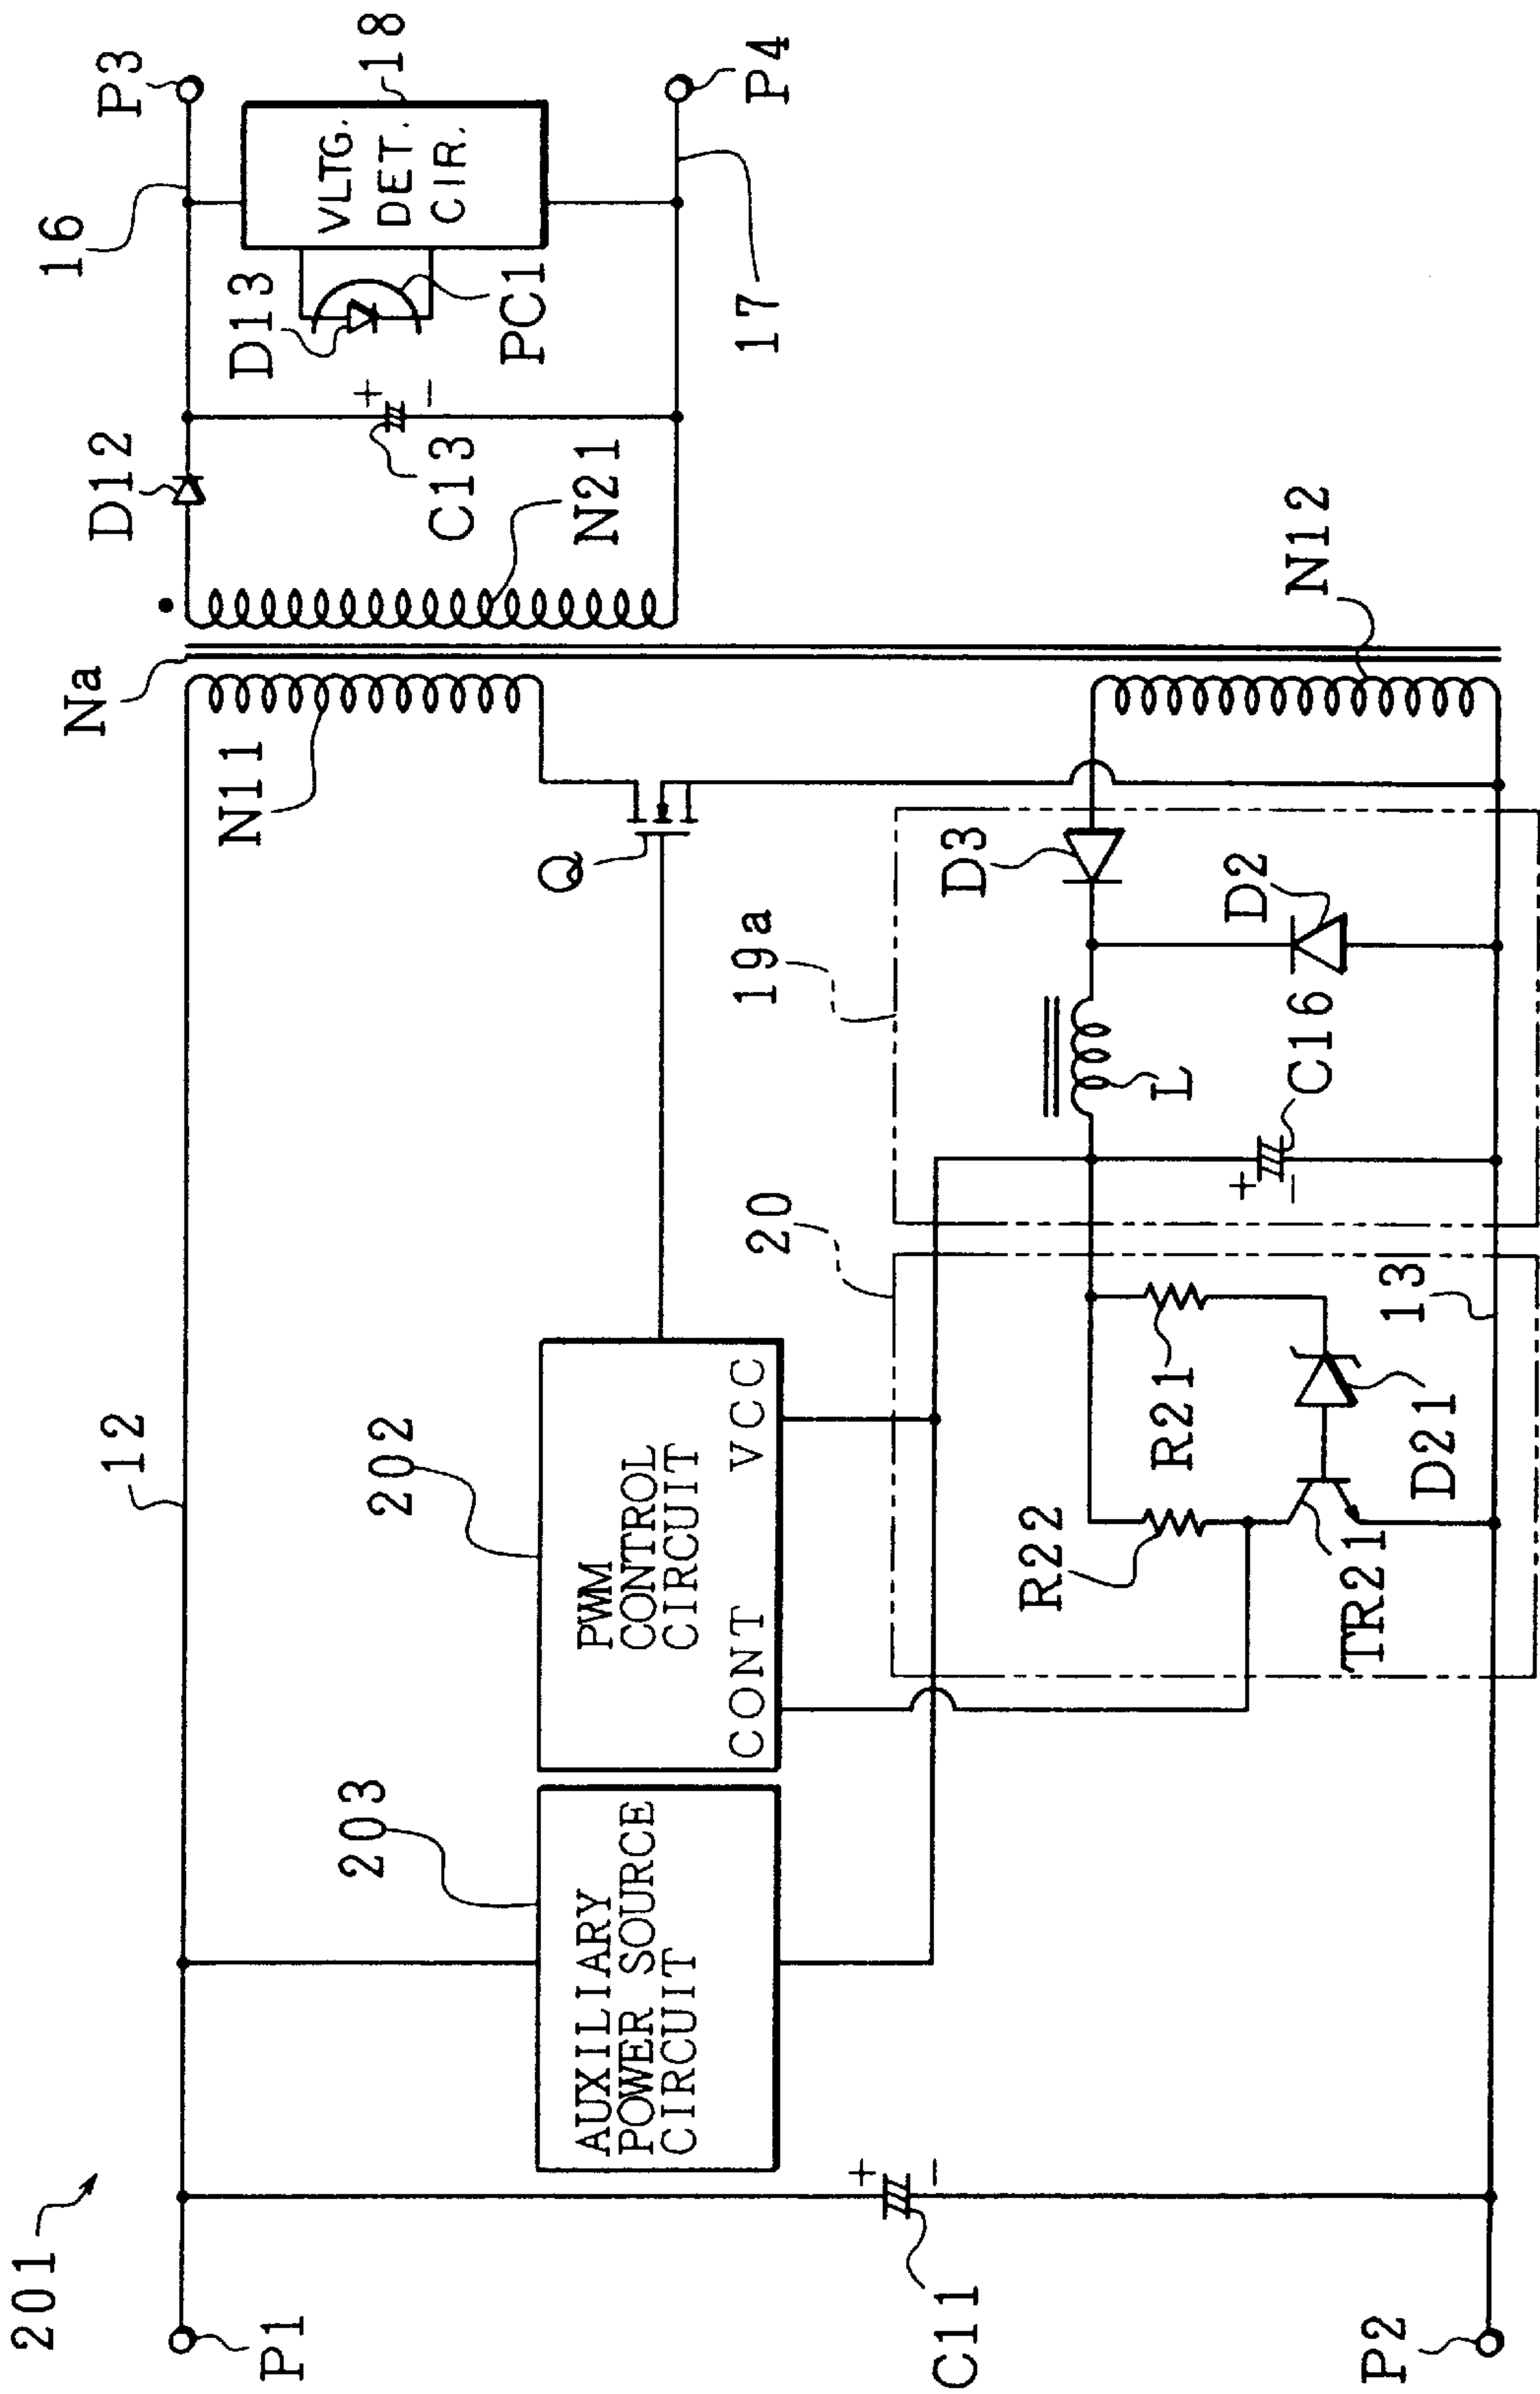 201
P1
P2
C11
+
-
12
13
203
AUXILIARY
POWER SOURCE
CIRCUIT
202
PWM
CONTROL
CIRCUIT
CONT
VCC
20
R22
R21
TR21
D21
19a
L
C16
+
-
D3
D2
Q
N11
Na
N12
N21
D12
C13
+
-
D13
PC1
16
17
VLTG.
DET.
CIR.
18
P3
P4